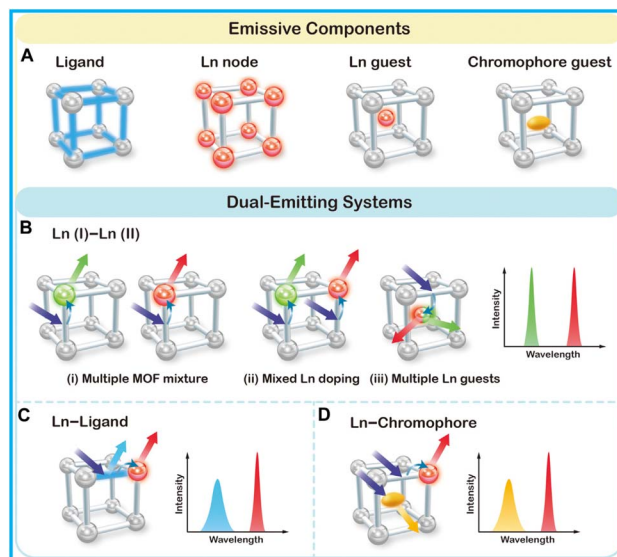 Emissive Components
A
Ligand
Ln node
Ln guest
Chromophore guest
Dual-Emitting Systems
B
Ln (I)–Ln (II)
Intensity
Wavelength
(i) Multiple MOF mixture
(ii) Mixed Ln doping
(iii) Multiple Ln guests
C
Ln–Ligand
Intensity
Wavelength
D
Ln–Chromophore
Intensity
Wavelength